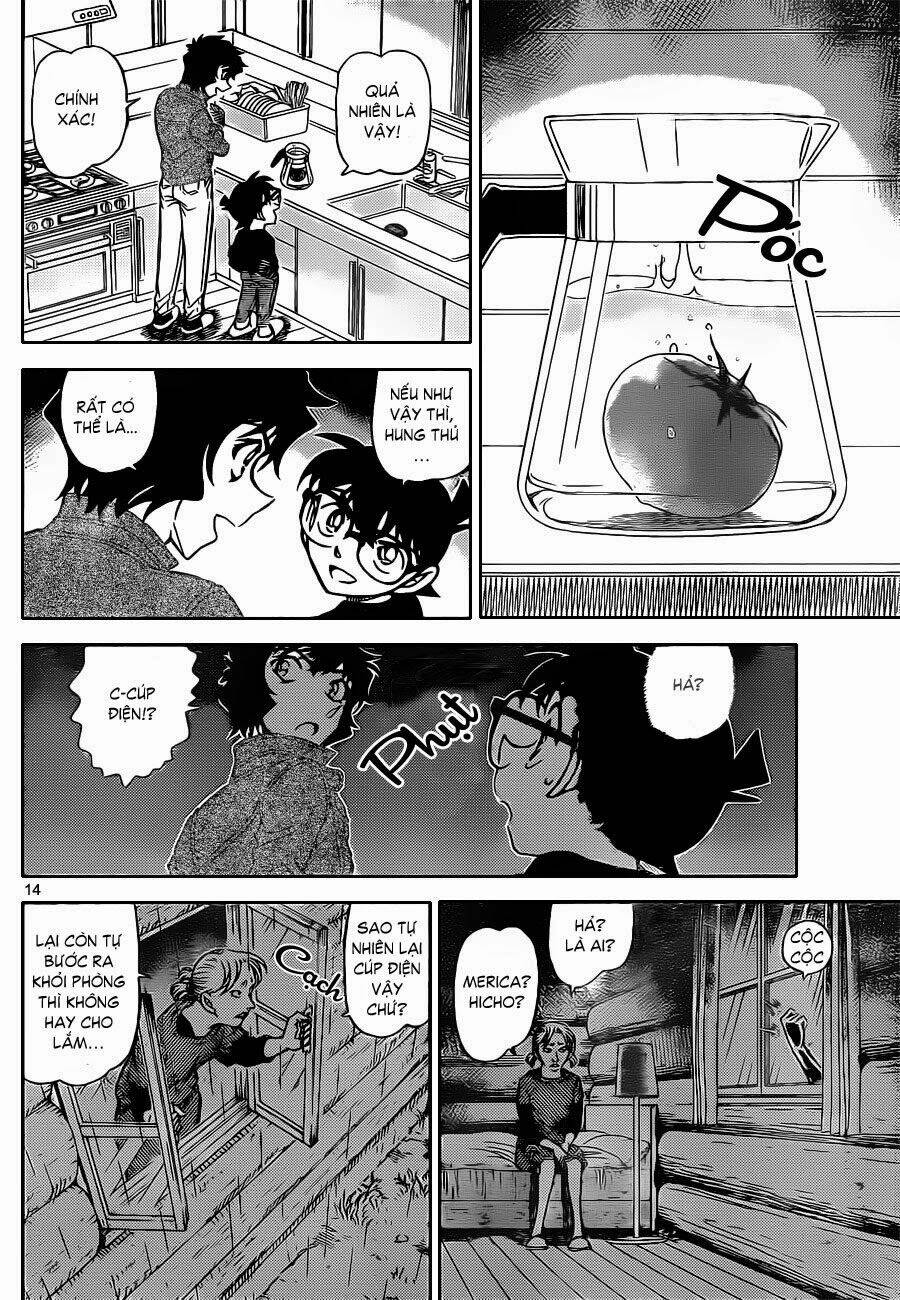 Póc
QUẢ
NHIÊN LÀ
VẬY!
CHÍNH
XÁC!
NẾU NHƯ
VẬY THÌ,
HUNG THỦ
...
RẤT CÓ
THỂ LÀ...
HẢ?
Phụt
C-CÚP
ĐIỆN!?
14
CỘC
CỘC
HẢ?
LÀ AI?
MERICA?
HICHO?
SAO TỰ
NHIÊN LẠI
CÚP ĐIỆN
VẬY
CHỨ?
Cạch
LẠI CÒN TỰ
BƯỚC RA
KHỎI PHÒNG
THÌ KHÔNG
HAY CHO
LẮM...